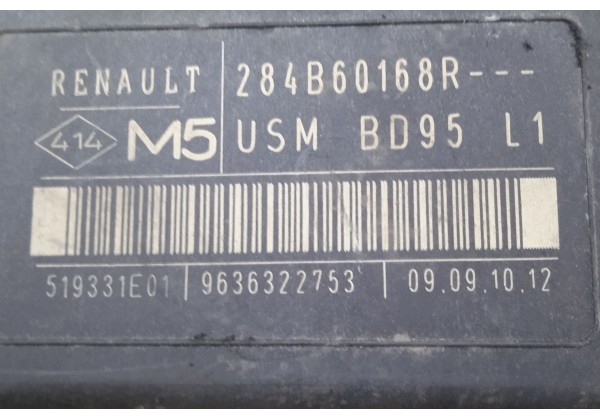 RENAULT 284B60168R---
414 M5 USM BD95 L1
519331E01 9636322753 09.09.10.12